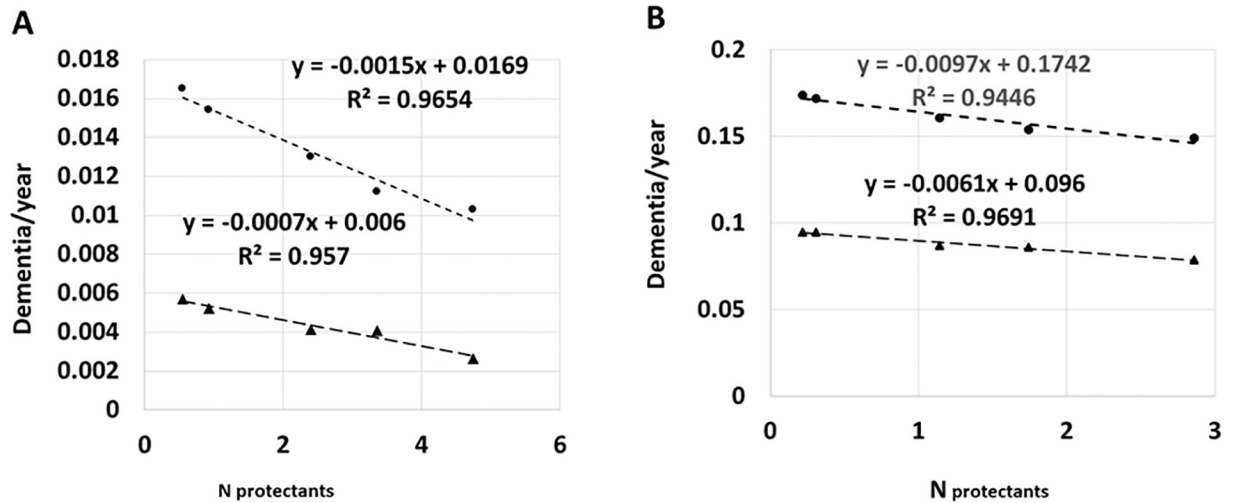 A
Dementia/year
0.018
0.016
0.014
0.012
0.01
0.008
0.006
0.004
0.002
0
y = -0.0015x + 0.0169
R² = 0.9654
y = -0.0007x + 0.006
R² = 0.957
0 2 4 6
N protectants
B
Dementia/year
0.2
0.15
0.1
0.05
0
y = -0.0097x + 0.1742
R² = 0.9446
y = -0.0061x + 0.096
R² = 0.9691
0 1 2 3
N protectants